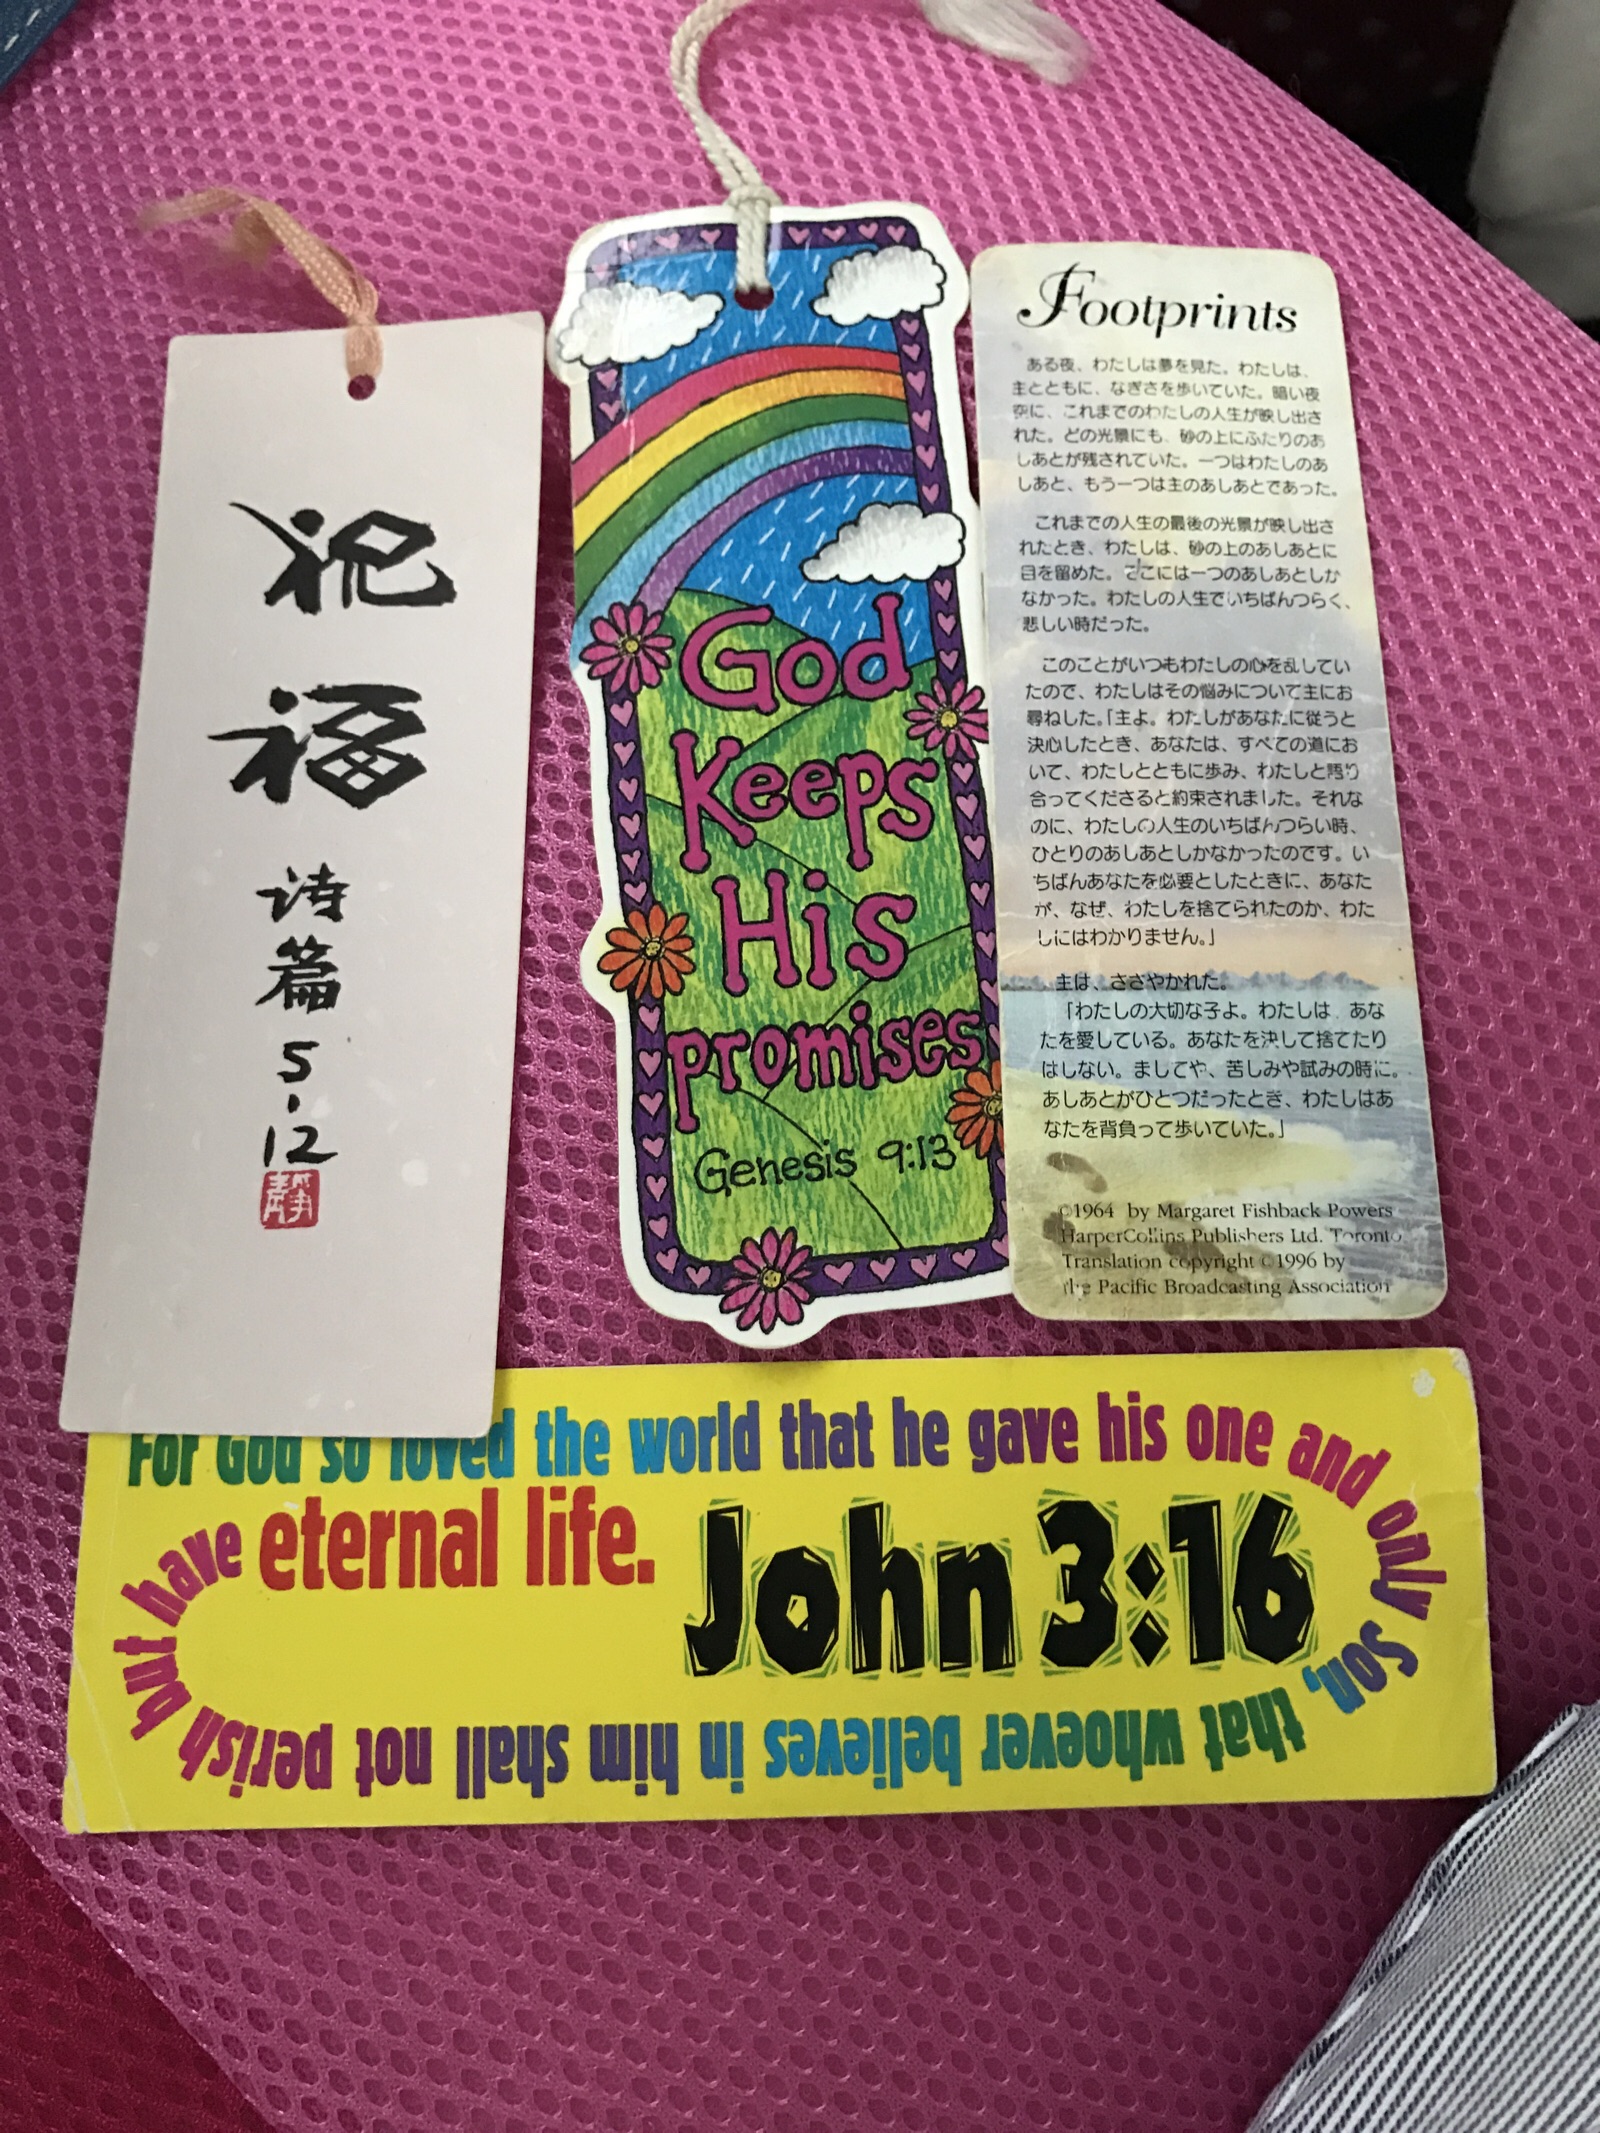 祝
福
诗
篇
5
-
12
静
God
Keeps
His
promises
Genesis 9:13
Footprints
ある夜、わたしは夢を見た。わたしは、
主とともに、なぎさを歩いていた。暗い夜
空に、これまでのわたしの人生が映し出さ
れた。どの光景にも、砂の上にふたりのあ
しあとが残されていた。一つはわたしのあ
しあと、もう一つは主のあしあとであった。
これまでの人生の最後の光景が映し出さ
れたとき、わたしは、砂の上のあしあとに
目を留めた。そこには一つのあしあとしか
なかった。わたしの人生でいちばんつらく、
悲しい時だった。
このことがいつもわたしの心を乱してい
たので、わたしはその悩みについて主にお
尋ねした。「主よ。わたしがあなたに従うと
決心したとき、あなたは、すべての道にお
いて、わたしとともに歩み、わたしと語り
合ってくださると約束されました。それな
のに、わたしの人生のいちばんつらい時、
ひとりのあしあとしかなかったのです。い
ちばんあなたを必要としたときに、あなた
が、なぜ、わたしを捨てられたのか、わた
しにはわかりません。」
主は、ささやかれた。
「わたしの大切な子よ。わたしは、あな
たを愛している。あなたを決して捨てたり
はしない。ましてや、苦しみや試みの時に。
あしあとがひとつだったとき、わたしはあ
なたを背負って歩いていた。」
©1964 by Margaret Fishback Powers
HarperCollins Publishers Ltd. Toronto
Translation copyright ©1996 by
the Pacific Broadcasting Association
For God so loved the world that he gave his one and only Son, that whoever believes in him shall not perish but have eternal life.
John 3:16